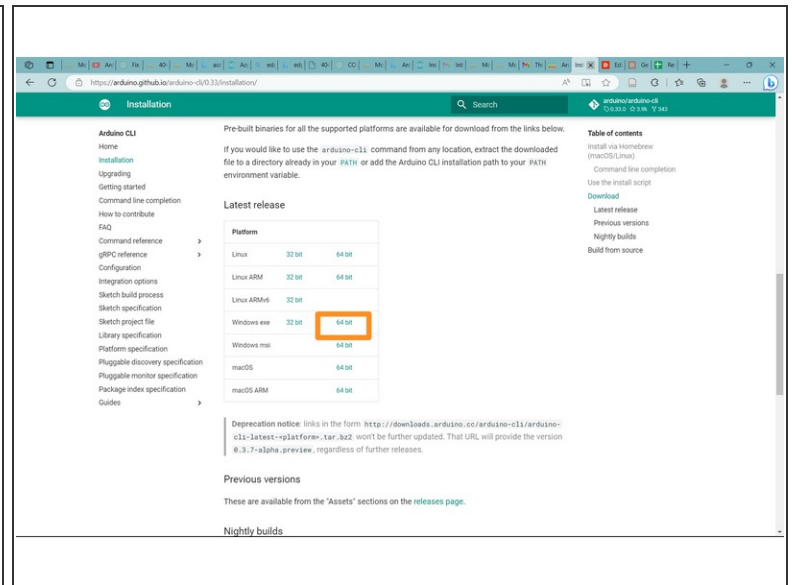 https://arduino.github.io/arduino-cli/0.33/installation/
Installation
Search
arduino/arduino-cli
0.33.0 3.9k 343
Arduino CLI
Home
Installation
Upgrading
Getting started
Command line completion
How to contribute
FAQ
Command reference
gRPC reference
Configuration
Integration options
Sketch build process
Sketch specification
Sketch project file
Library specification
Platform specification
Pluggable discovery specification
Pluggable monitor specification
Package index specification
Guides
Pre-built binaries for all the supported platforms are available for download from the links below.
If you would like to use the arduino-cli command from any location, extract the downloaded
file to a directory already in your PATH or add the Arduino CLI installation path to your PATH
environment variable.
Latest release
Platform
Linux 32 bit 64 bit
Linux ARM 32 bit 64 bit
Linux ARMv6 32 bit
Windows exe 32 bit 64 bit
Windows msi 64 bit
macOS 64 bit
macOS ARM 64 bit
Deprecation notice: links in the form http://downloads.arduino.cc/arduino-cli/arduino-
cli-latest-<platform>.tar.bz2 won't be further updated. That URL will provide the version
0.3.7-alpha.preview, regardless of further releases.
Previous versions
These are available from the "Assets" sections on the releases page.
Nightly builds
Table of contents
Install via Homebrew
(macOS/Linux)
Command line completion
Use the install script
Download
Latest release
Previous versions
Nightly builds
Build from source